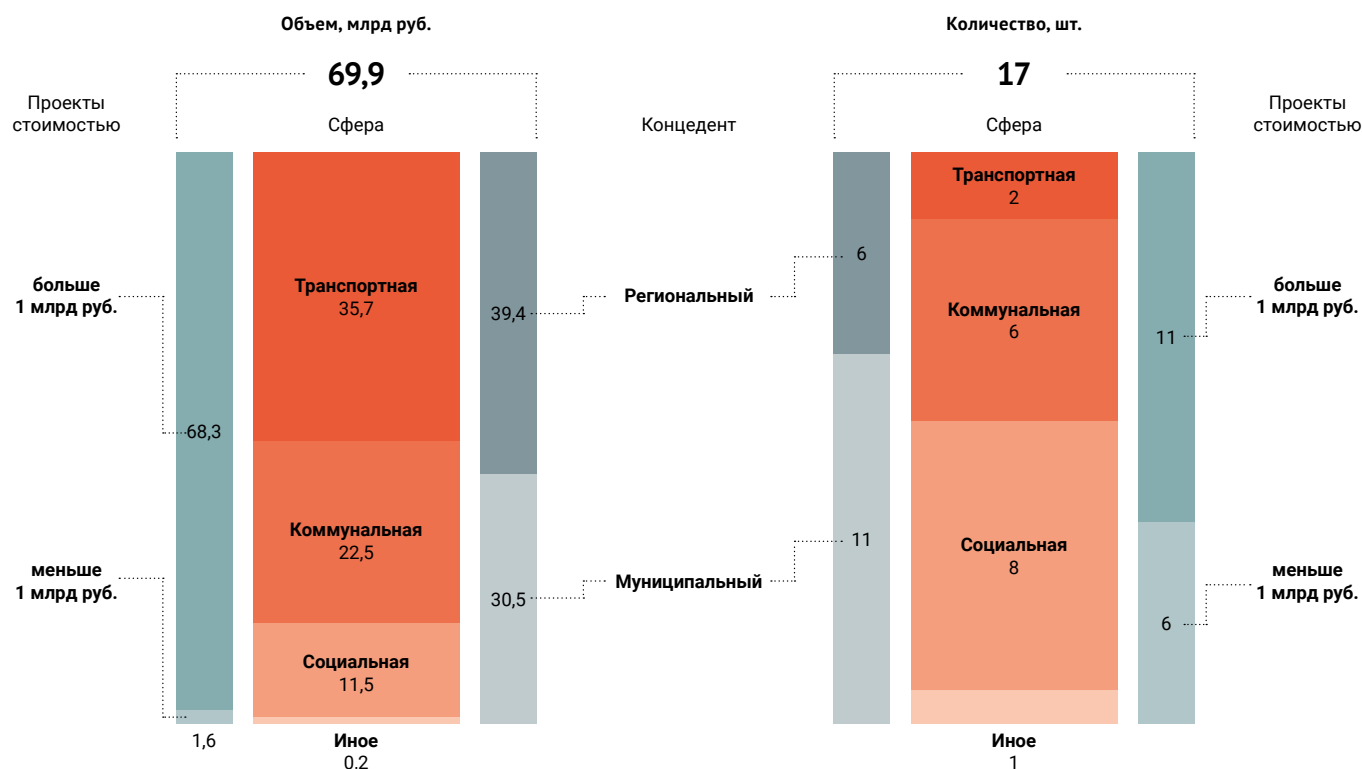 Объем, млрд руб.
69,9
Проекты
стоимостью
Сфера
больше
1 млрд руб.
68,3
меньше
1 млрд руб.
1,6
Транспортная
35,7
Коммунальная
22,5
Социальная
11,5
Иное
0,2
39,4
30,5
Концедент
Региональный
Муниципальный
Количество, шт.
17
Сфера
Проекты
стоимостью
6
11
Транспортная
2
Коммунальная
6
Социальная
8
Иное
1
11
6
больше
1 млрд руб.
меньше
1 млрд руб.